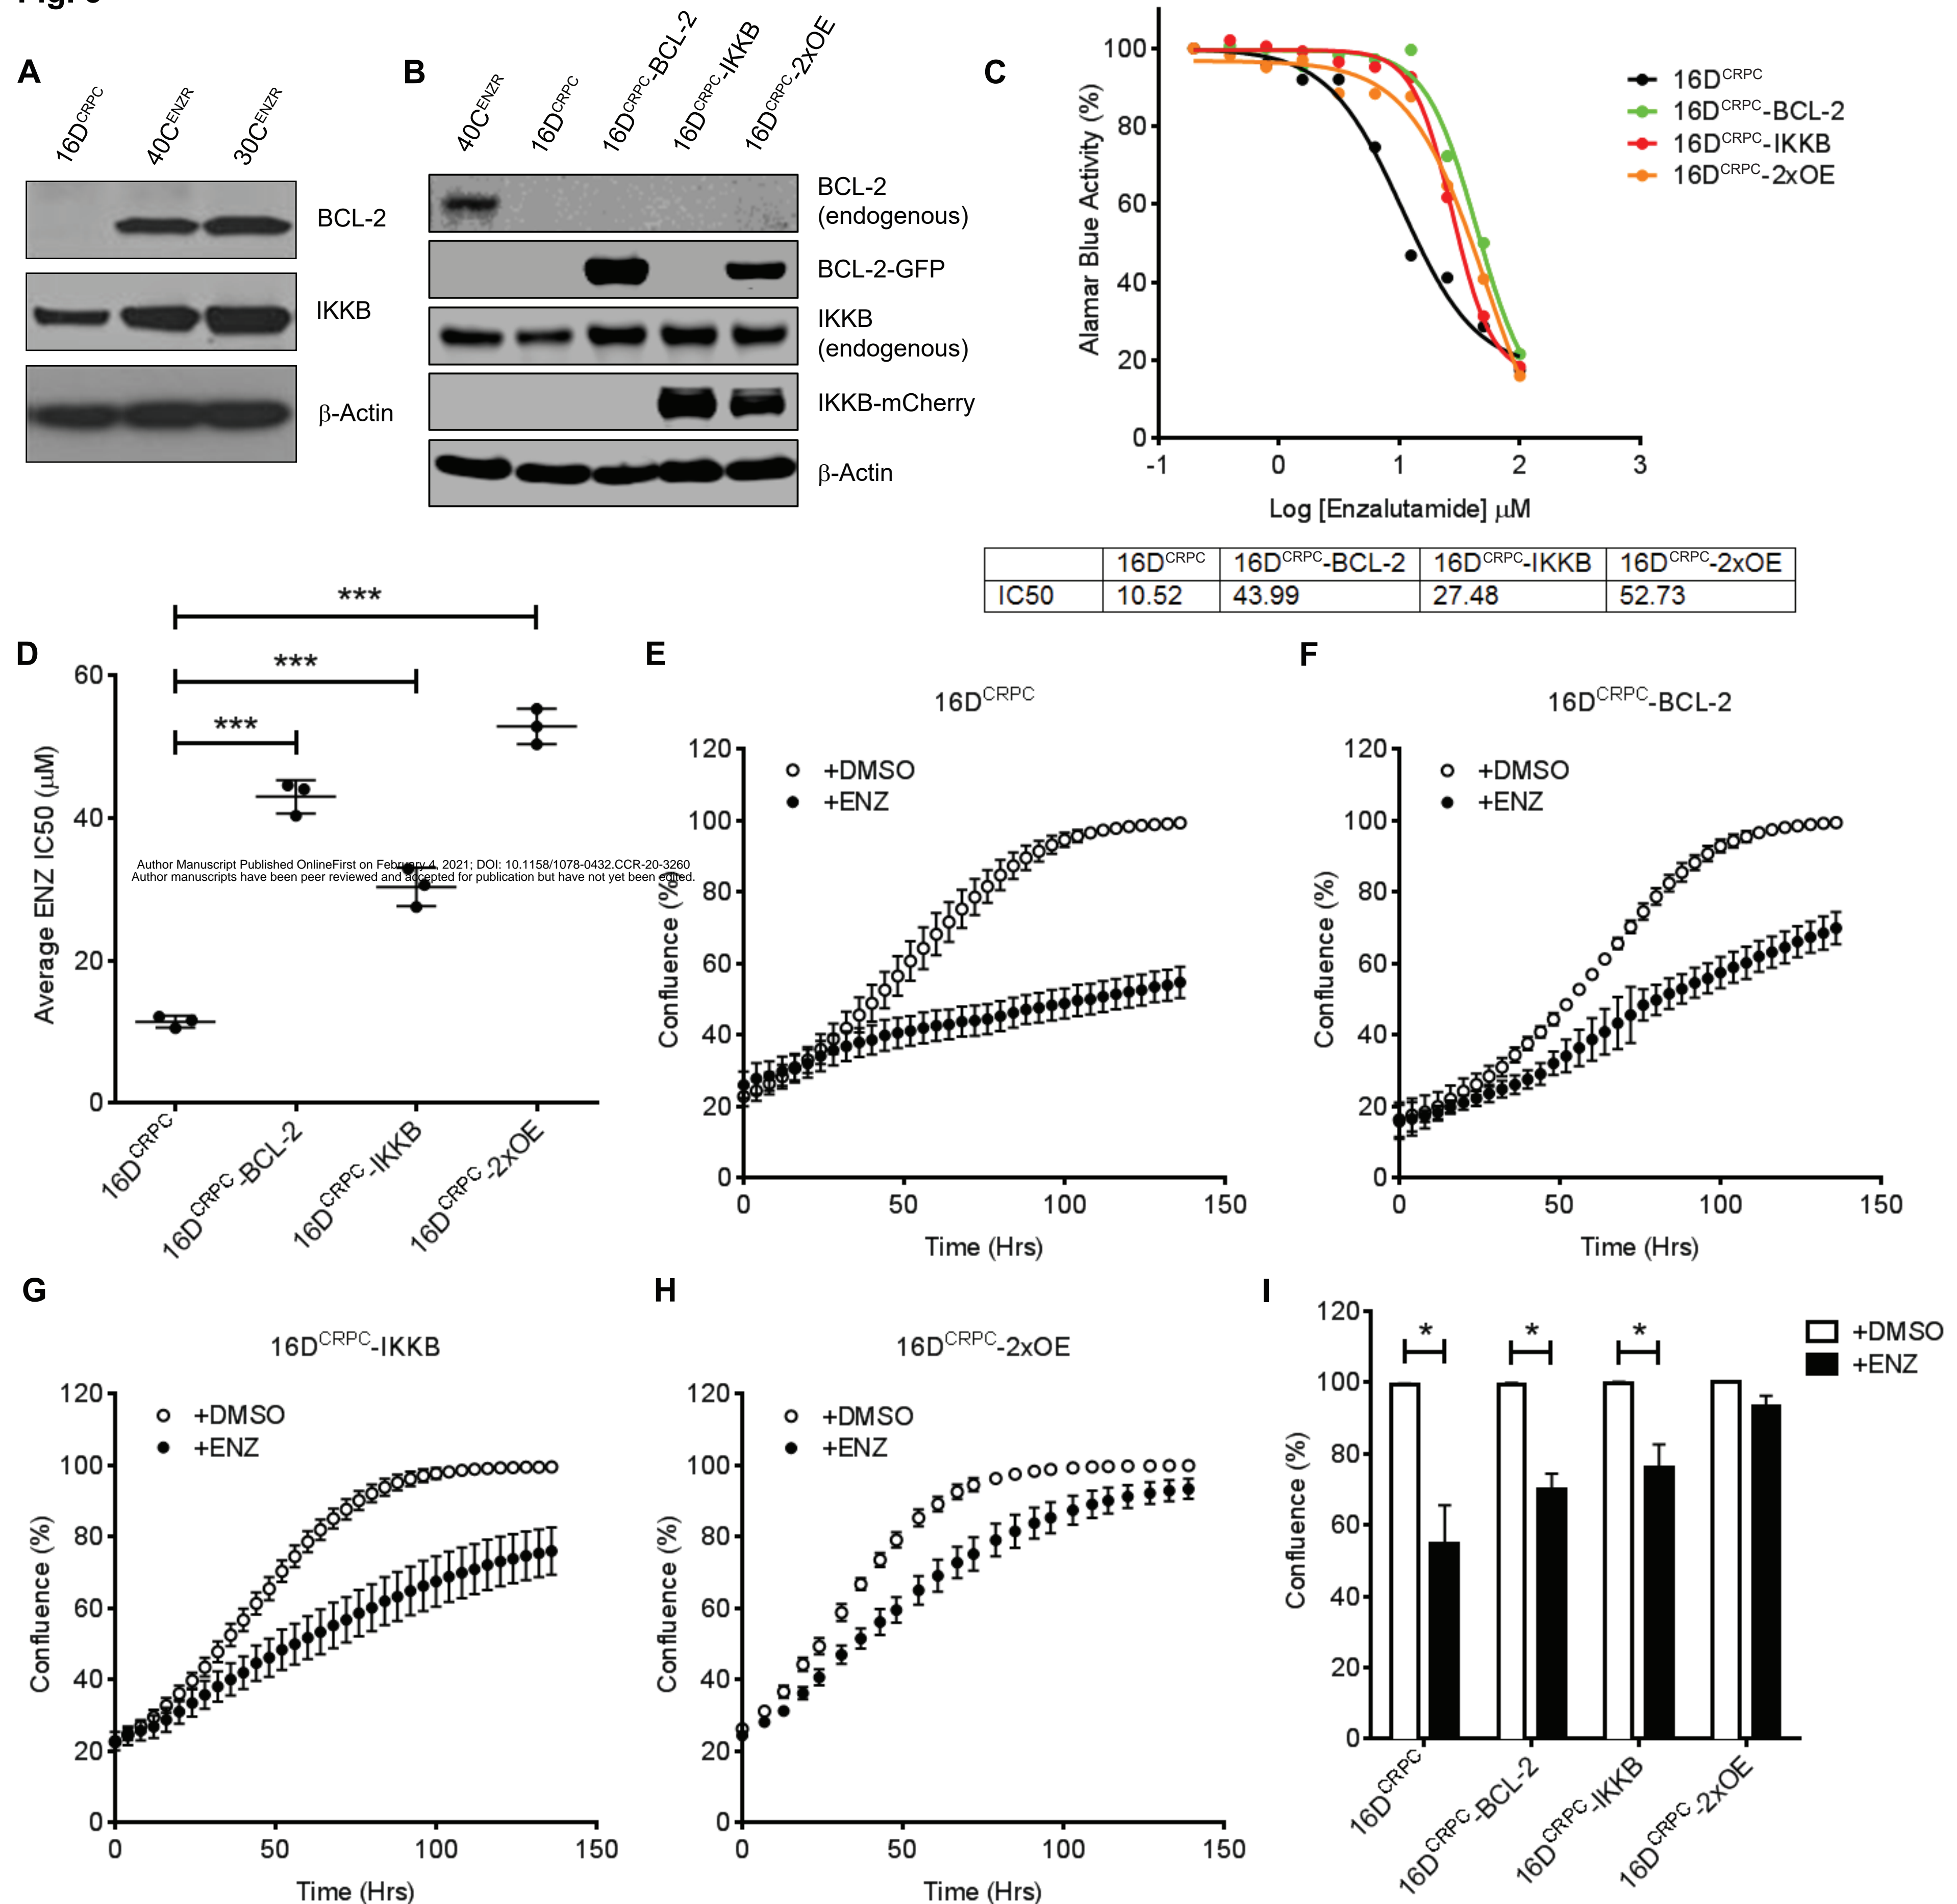 A
16D^CRPC
40C^ENZR
30C^ENZR
BCL-2
IKKB
β-Actin
B
40C^ENZR
16D^CRPC
16D^CRPC-BCL-2
16D^CRPC-IKKB
16D^CRPC-2xOE
BCL-2
(endogenous)
BCL-2-GFP
IKKB
(endogenous)
IKKB-mCherry
β-Actin
C
Alamar Blue Activity (%)
100
80
60
40
20
0
-1 0 1 2 3
Log [Enzalutamide] μM
16D^CRPC
16D^CRPC-BCL-2
16D^CRPC-IKKB
16D^CRPC-2xOE
16D^CRPC 16D^CRPC-BCL-2 16D^CRPC-IKKB 16D^CRPC-2xOE
IC50 10.52 43.99 27.48 52.73
D
***
***
***
Average ENZ IC50 (μM)
60
40
20
0
16D^CRPC
16D^CRPC-BCL-2
16D^CRPC-IKKB
16D^CRPC-2xOE
Author Manuscript Published OnlineFirst on February 4, 2021; DOI: 10.1158/1078-0432.CCR-20-3260
Author manuscripts have been peer reviewed and accepted for publication but have not yet been edited.
E
16D^CRPC
+DMSO
+ENZ
Confluence (%)
120
100
80
60
40
20
0
0 50 100 150
Time (Hrs)
F
16D^CRPC-BCL-2
+DMSO
+ENZ
Confluence (%)
120
100
80
60
40
20
0
0 50 100 150
Time (Hrs)
G
16D^CRPC-IKKB
+DMSO
+ENZ
Confluence (%)
120
100
80
60
40
20
0
0 50 100 150
Time (Hrs)
H
16D^CRPC-2xOE
+DMSO
+ENZ
Confluence (%)
120
100
80
60
40
20
0
0 50 100 150
Time (Hrs)
I
+DMSO
+ENZ
* * *
Confluence (%)
120
100
80
60
40
20
0
16D^CRPC
16D^CRPC-BCL-2
16D^CRPC-IKKB
16D^CRPC-2xOE